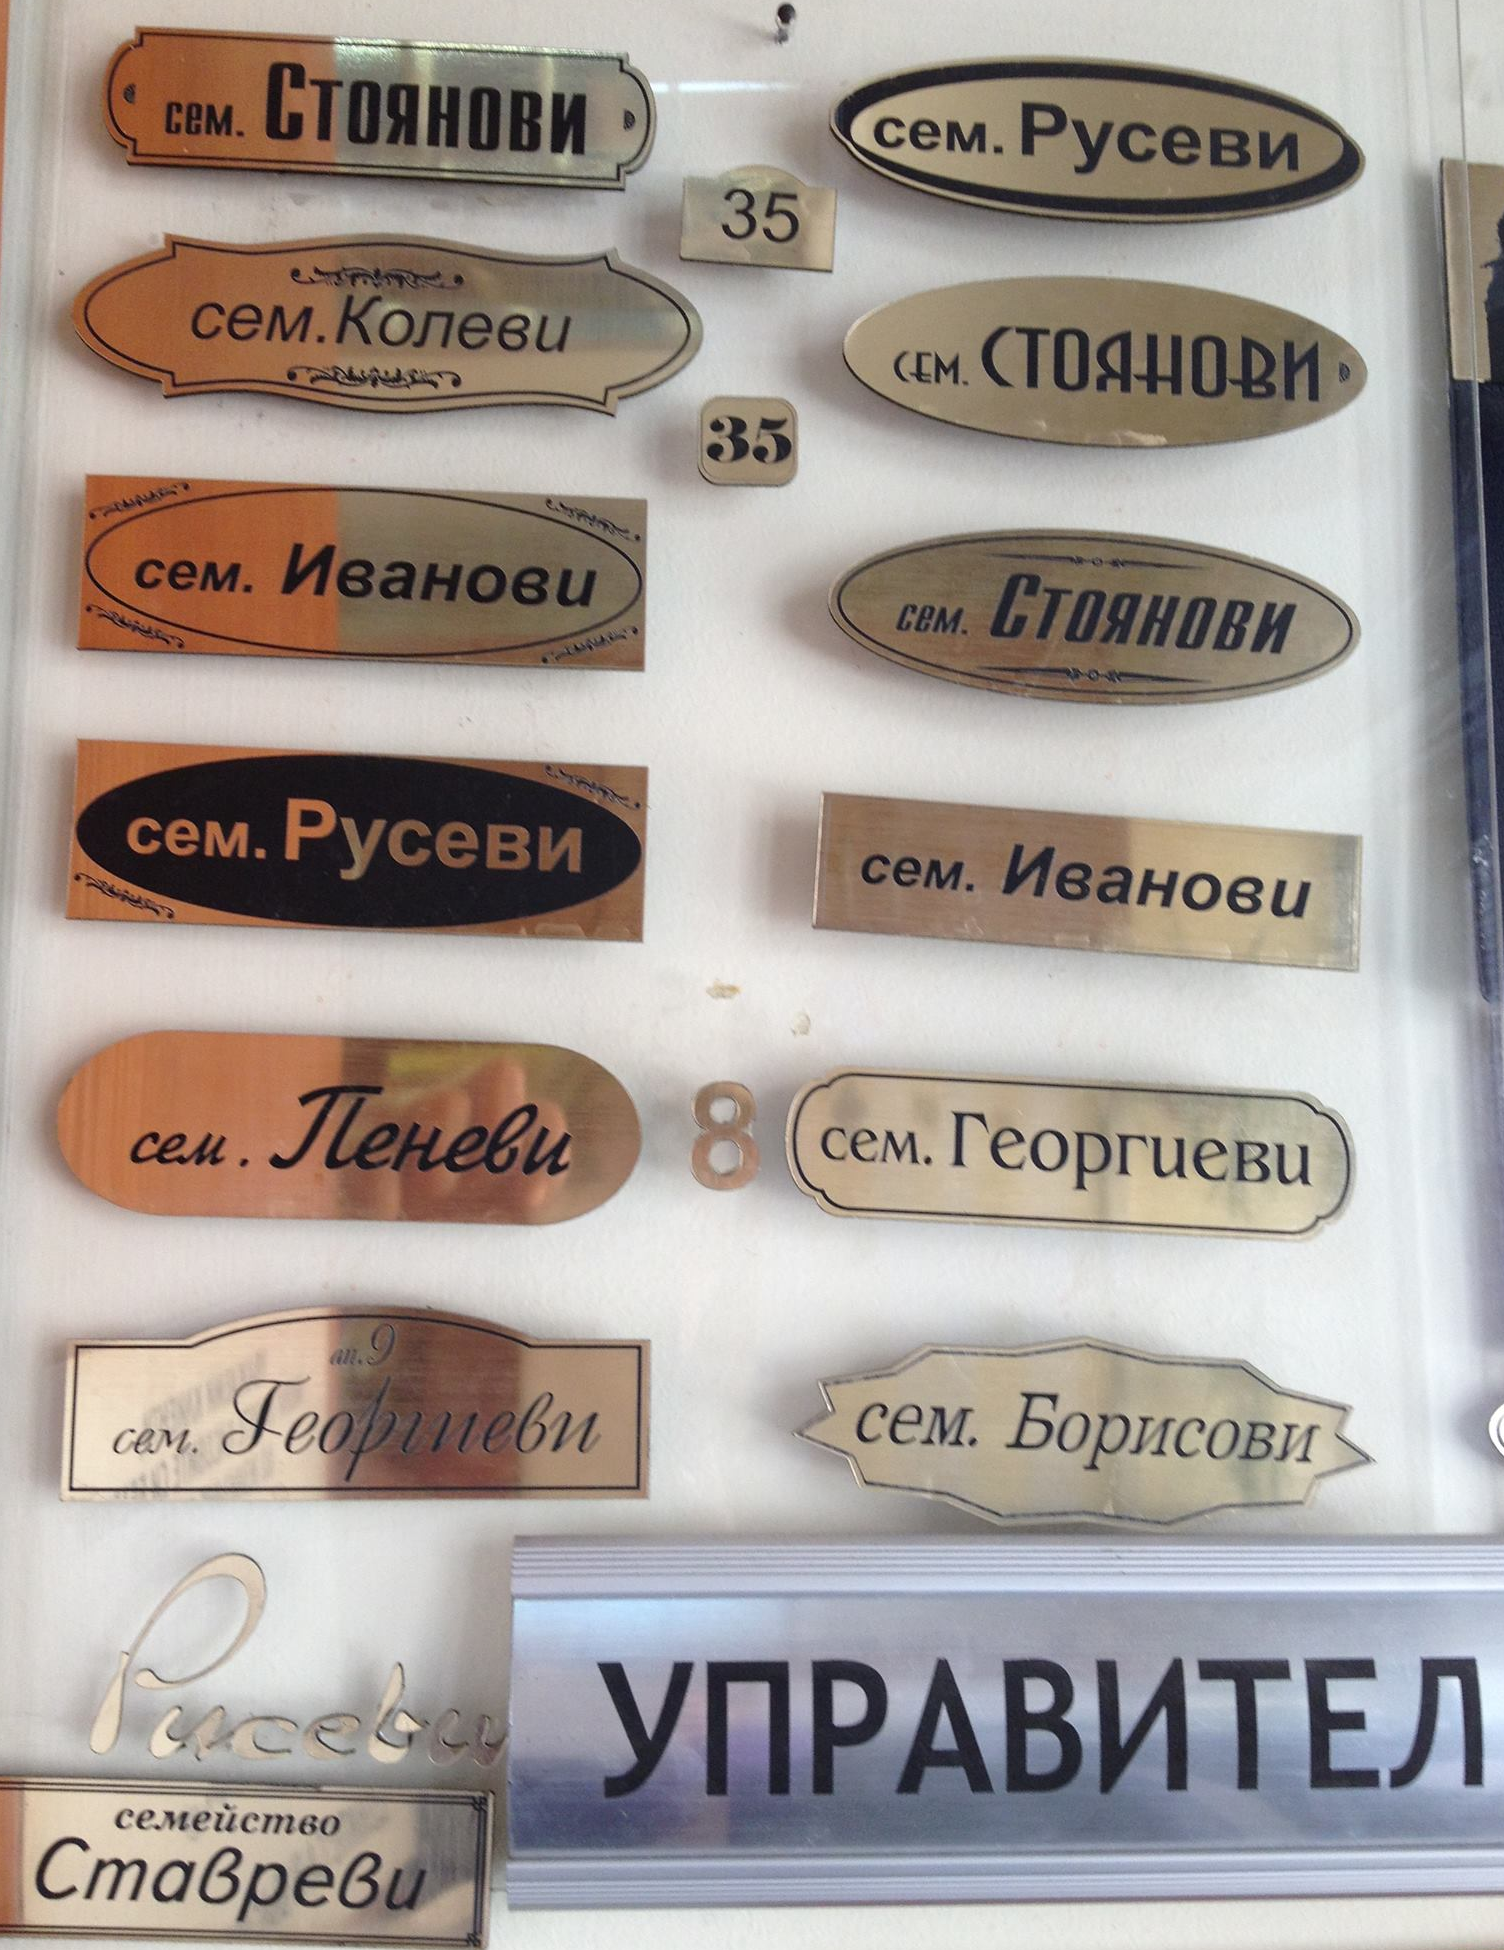 сем. Стоянови
сем. Русеви
35
сем. Колеви
сем. Стоянови
35
сем. Иванови
сем. Стоянови
сем. Русеви
сем. Иванови
сем. Пеневи
8
сем. Георгиеви
ап. 9
сем. Георгиеви
сем. Борисови
Русеви
УПРАВИТЕЛ
семейство
Ставреви